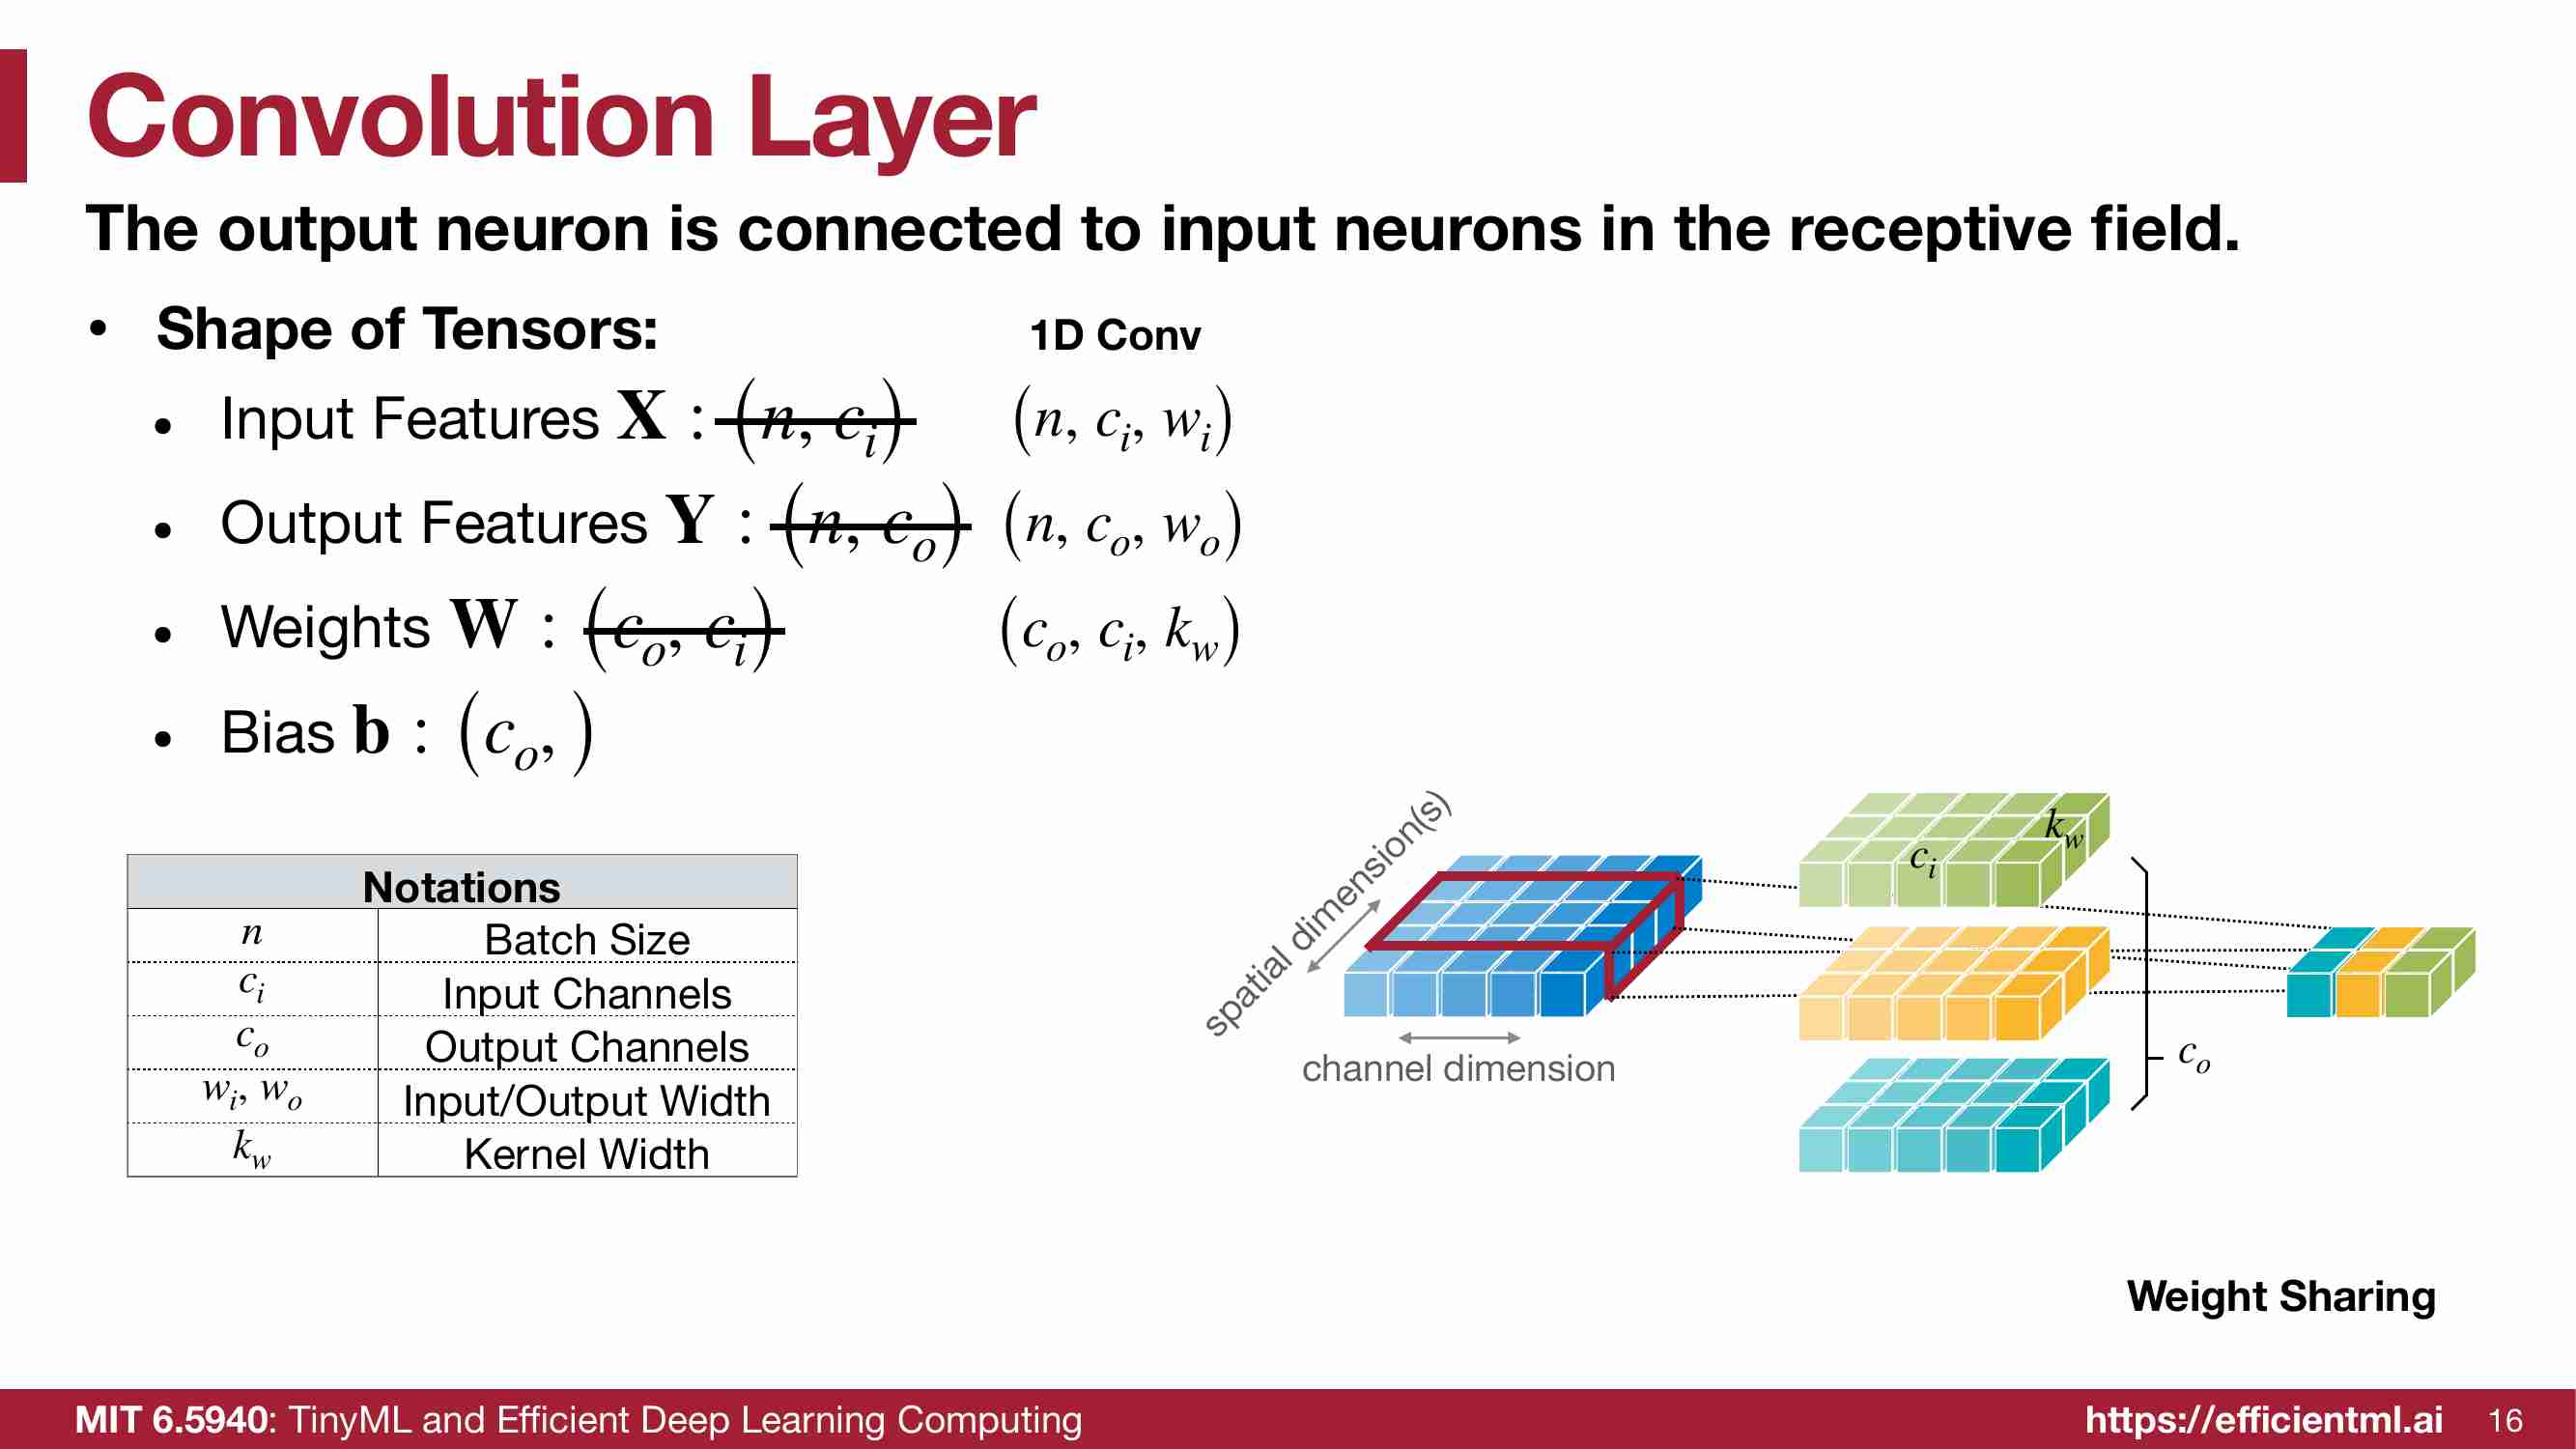 Convolution Layer
The output neuron is connected to input neurons in the receptive field.
• Shape of Tensors:
1D Conv
• Input Features X : (n, c_i) (n, c_i, w_i)
• Output Features Y : (n, c_o) (n, c_o, w_o)
• Weights W : (c_o, c_i) (c_o, c_i, k_w)
• Bias b : (c_o, )
Notations
n Batch Size
c_i Input Channels
c_o Output Channels
w_i, w_o Input/Output Width
k_w Kernel Width
spatial dimension(s)
channel dimension
c_i
k_w
c_o
Weight Sharing
MIT 6.5940: TinyML and Efficient Deep Learning Computing
https://efficientml.ai
16